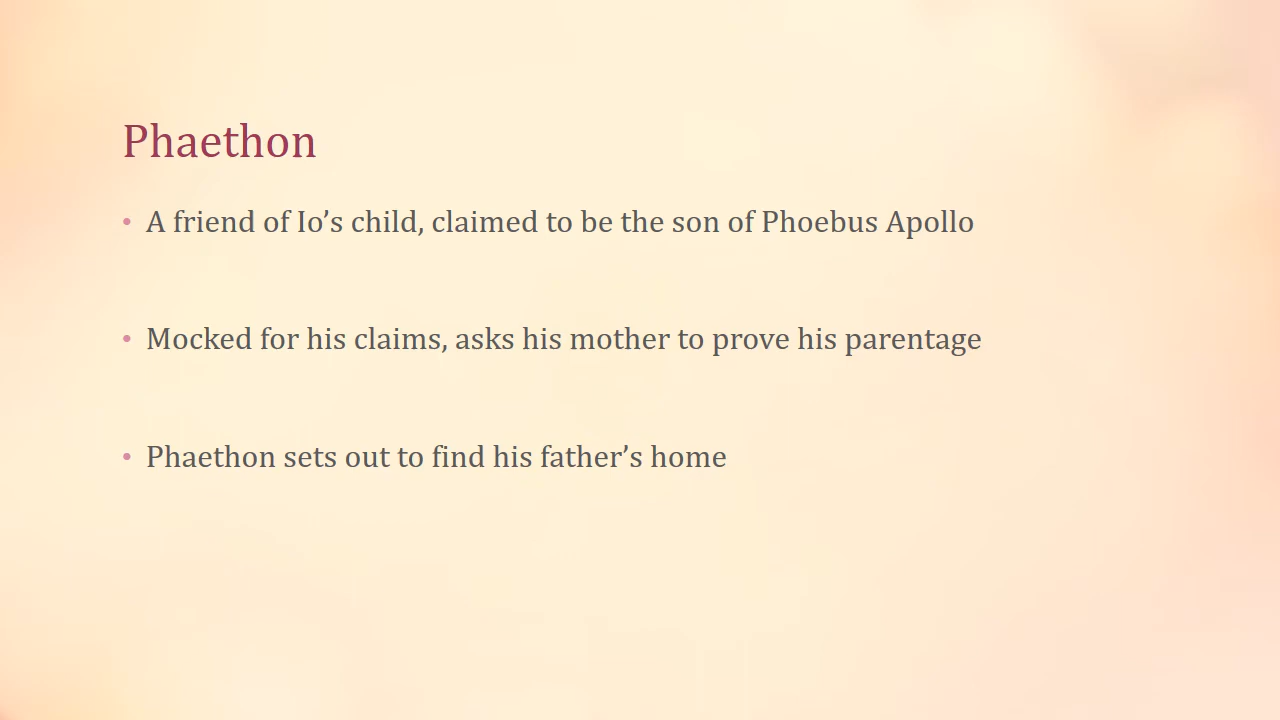 Phaethon
• A friend of Io’s child, claimed to be the son of Phoebus Apollo
• Mocked for his claims, asks his mother to prove his parentage
• Phaethon sets out to find his father’s home